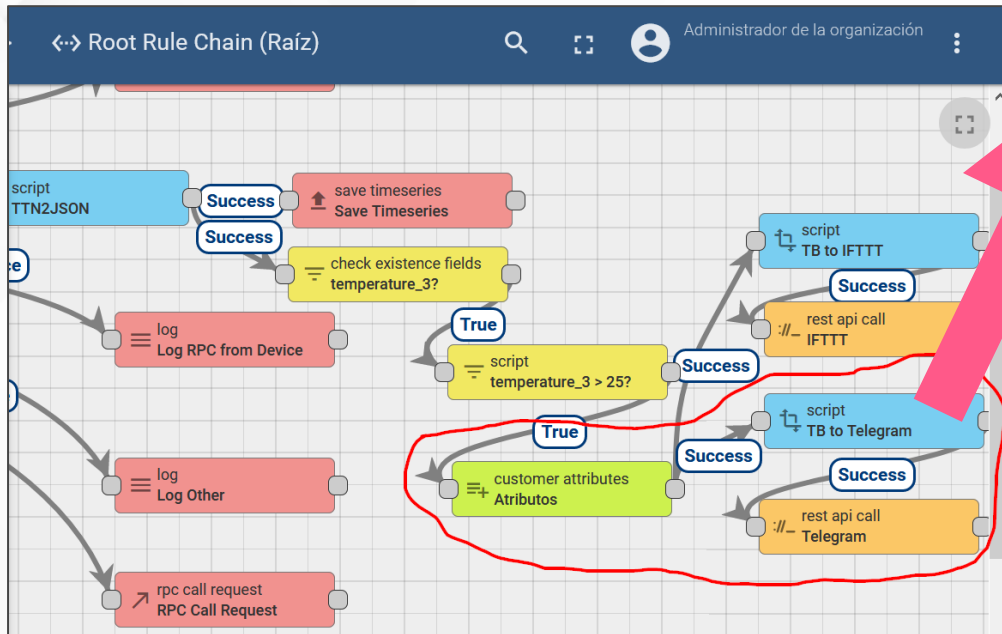 Root Rule Chain (Raíz)
Administrador de la organización
script
TTN2JSON
Success
Success
save timeseries
Save Timeseries
check existence fields
temperature_3?
True
log
Log RPC from Device
script
temperature_3 > 25?
True
Success
script
TB to IFTTT
Success
rest api call
IFTTT
customer attributes
Atributos
Success
script
TB to Telegram
Success
rest api call
Telegram
log
Log Other
rpc call request
RPC Call Request